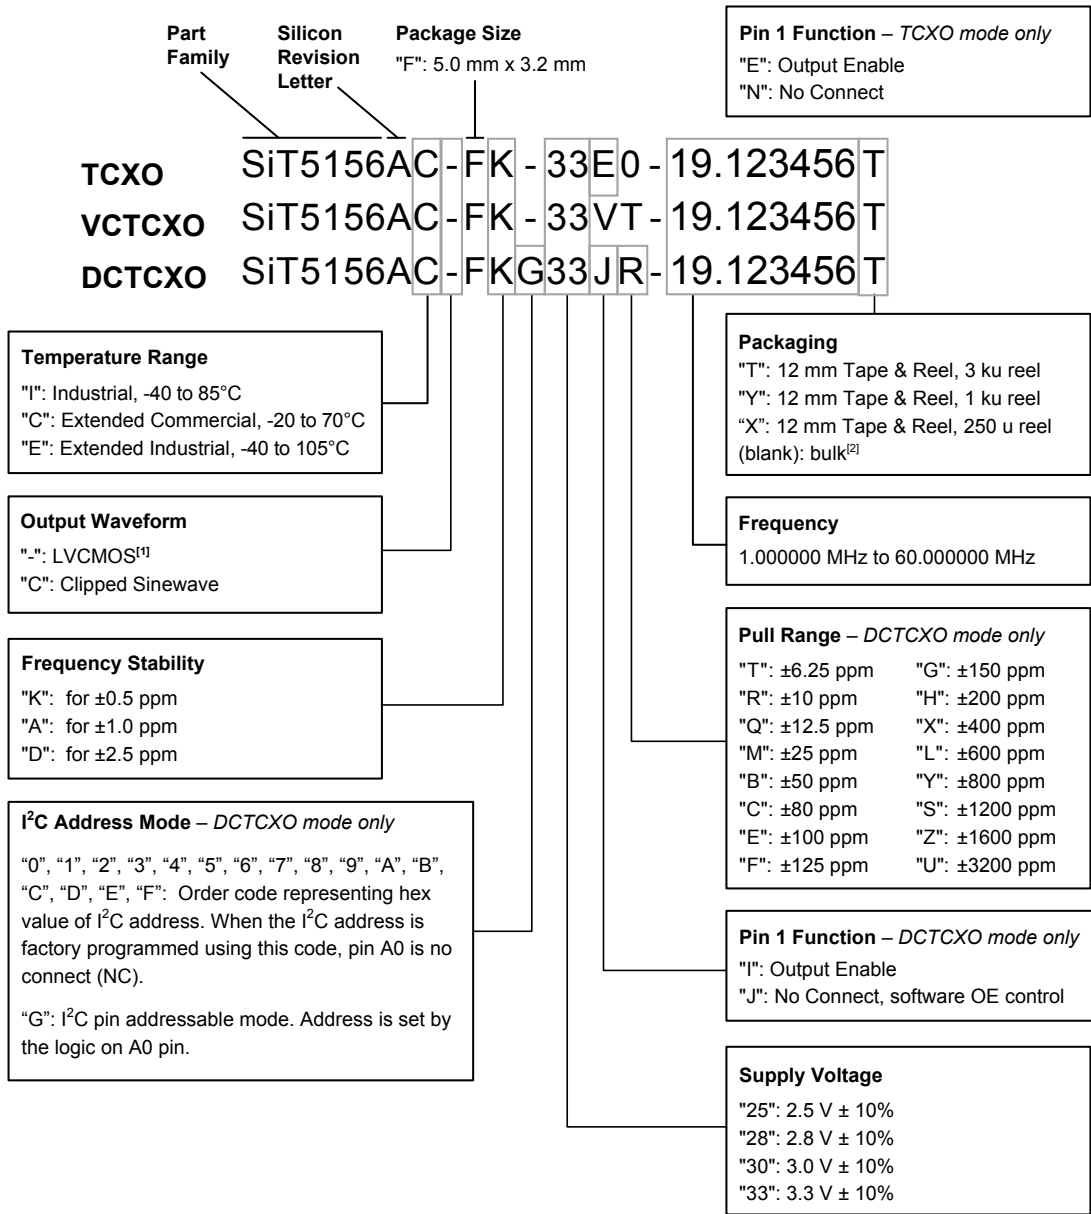 Part Family
Silicon Revision Letter
Package Size
"F": 5.0 mm x 3.2 mm
Pin 1 Function – TCXO mode only
"E": Output Enable
"N": No Connect
TCXO SiT5156AC-FK-33E0-19.123456T
VCTCXO SiT5156AC-FK-33VT-19.123456T
DCTCXO SiT5156AC-FKG33JR-19.123456T
Temperature Range
"I": Industrial, -40 to 85°C
"C": Extended Commercial, -20 to 70°C
"E": Extended Industrial, -40 to 105°C
Output Waveform
"-": LVCMOS[1]
"C": Clipped Sinewave
Frequency Stability
"K": for ±0.5 ppm
"A": for ±1.0 ppm
"D": for ±2.5 ppm
I²C Address Mode – DCTCXO mode only
“0”, “1”, “2”, “3”, “4”, “5”, “6”, “7”, “8”, “9”, “A”, “B”,
“C”, “D”, “E”, “F”: Order code representing hex
value of I²C address. When the I²C address is
factory programmed using this code, pin A0 is no
connect (NC).
“G”: I²C pin addressable mode. Address is set by
the logic on A0 pin.
Packaging
"T": 12 mm Tape & Reel, 3 ku reel
"Y": 12 mm Tape & Reel, 1 ku reel
“X”: 12 mm Tape & Reel, 250 u reel
(blank): bulk[2]
Frequency
1.000000 MHz to 60.000000 MHz
Pull Range – DCTCXO mode only
"T": ±6.25 ppm "G": ±150 ppm
"R": ±10 ppm "H": ±200 ppm
"Q": ±12.5 ppm "X": ±400 ppm
"M": ±25 ppm "L": ±600 ppm
"B": ±50 ppm "Y": ±800 ppm
"C": ±80 ppm "S": ±1200 ppm
"E": ±100 ppm "Z": ±1600 ppm
"F": ±125 ppm "U": ±3200 ppm
Pin 1 Function – DCTCXO mode only
"I": Output Enable
"J": No Connect, software OE control
Supply Voltage
"25": 2.5 V ± 10%
"28": 2.8 V ± 10%
"30": 3.0 V ± 10%
"33": 3.3 V ± 10%